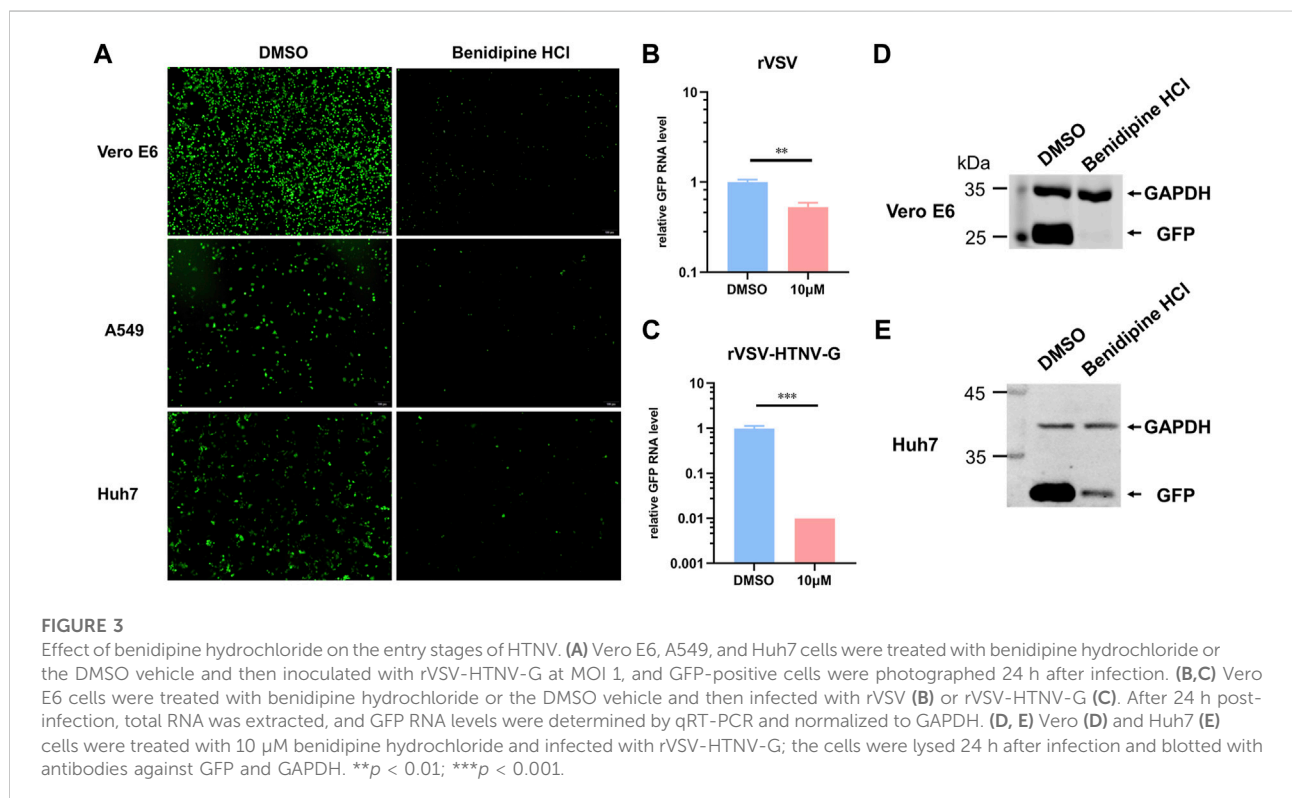 A
DMSO
Benidipine HCl
Vero E6
A549
Huh7
B
rVSV
relative GFP RNA level
10
1
0.1
**
DMSO
10μM
C
rVSV-HTNV-G
relative GFP RNA level
10
1
0.1
0.01
0.001
***
DMSO
10μM
D
DMSO
Benidipine HCl
kDa
35
25
Vero E6
GAPDH
GFP
E
DMSO
Benidipine HCl
45
35
Huh7
GAPDH
GFP
FIGURE 3
Effect of benidipine hydrochloride on the entry stages of HTNV. (A) Vero E6, A549, and Huh7 cells were treated with benidipine hydrochloride or
the DMSO vehicle and then inoculated with rVSV-HTNV-G at MOI 1, and GFP-positive cells were photographed 24 h after infection. (B,C) Vero
E6 cells were treated with benidipine hydrochloride or the DMSO vehicle and then infected with rVSV (B) or rVSV-HTNV-G (C). After 24 h post-
infection, total RNA was extracted, and GFP RNA levels were determined by qRT-PCR and normalized to GAPDH. (D, E) Vero (D) and Huh7 (E)
cells were treated with 10 μM benidipine hydrochloride and infected with rVSV-HTNV-G; the cells were lysed 24 h after infection and blotted with
antibodies against GFP and GAPDH. **p < 0.01; ***p < 0.001.